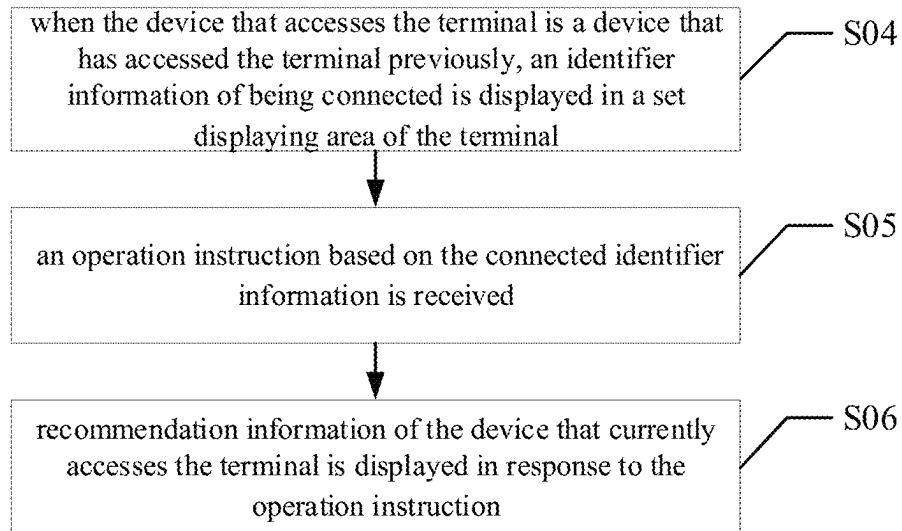 when the device that accesses the terminal is a device that
has accessed the terminal previously, an identifier
information of being connected is displayed in a set
displaying area of the terminal
S04
an operation instruction based on the connected identifier
information is received
S05
recommendation information of the device that currently
accesses the terminal is displayed in response to the
operation instruction
S06